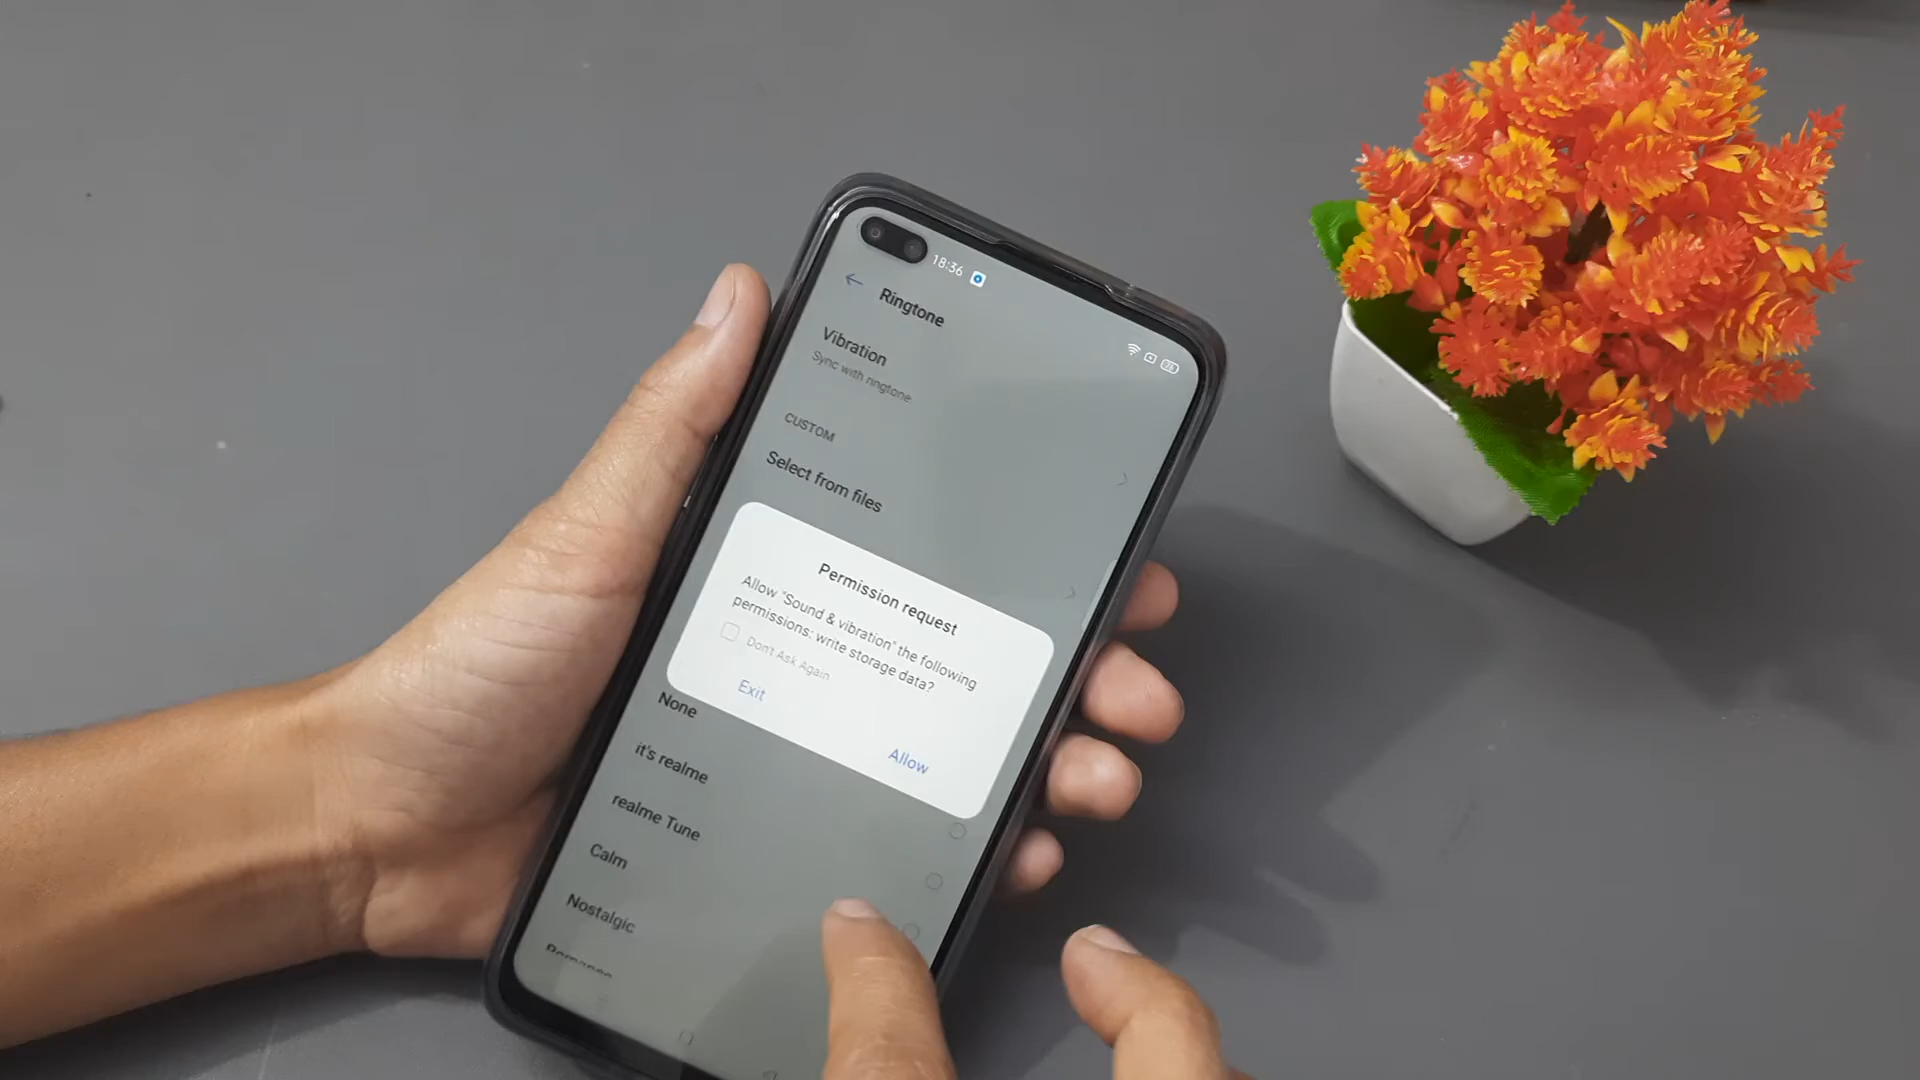 18:36
Ringtone
Vibration
Sync with ringtone
CUSTOM
Select from files
Permission request
Allow "Sound & vibration" the following
permissions: write storage data?
Don't Ask Again
Exit
Allow
None
it's realme
realme Tune
Calm
Nostalgic